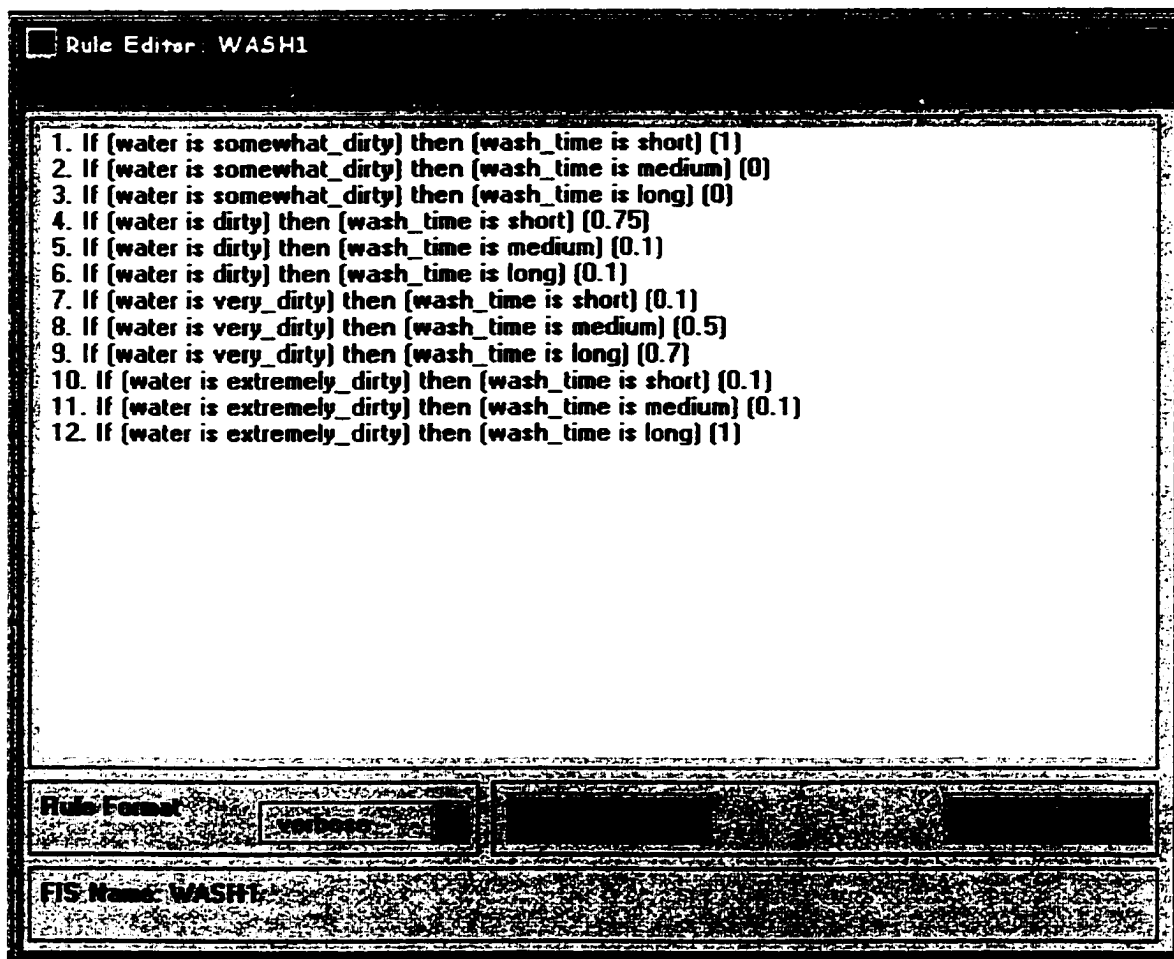 Rule Editor: WASH1
1. If (water is somewhat_dirty) then (wash_time is short) (1)
2. If (water is somewhat_dirty) then (wash_time is medium) (0)
3. If (water is somewhat_dirty) then (wash_time is long) (0)
4. If (water is dirty) then (wash_time is short) (0.75)
5. If (water is dirty) then (wash_time is medium) (0.1)
6. If (water is dirty) then (wash_time is long) (0.1)
7. If (water is very_dirty) then (wash_time is short) (0.1)
8. If (water is very_dirty) then (wash_time is medium) (0.5)
9. If (water is very_dirty) then (wash_time is long) (0.7)
10. If (water is extremely_dirty) then (wash_time is short) (0.1)
11. If (water is extremely_dirty) then (wash_time is medium) (0.1)
12. If (water is extremely_dirty) then (wash_time is long) (1)
Rule Format verbose
FIS Name: WASH1